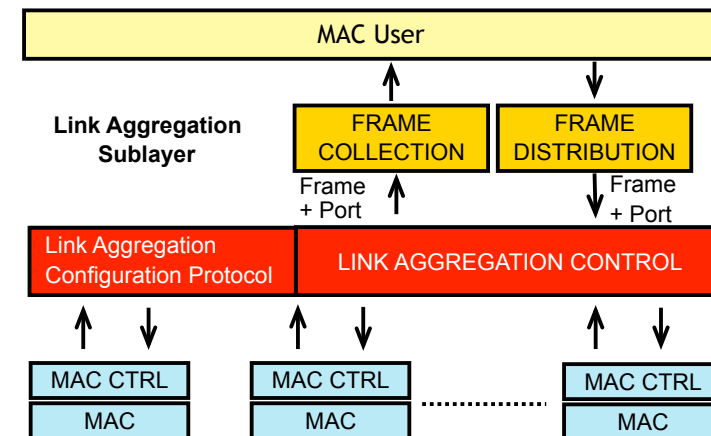 MAC User
Link Aggregation
Sublayer
FRAME
COLLECTION
FRAME
DISTRIBUTION
Frame
+ Port
Frame
+ Port
Link Aggregation
Configuration Protocol
LINK AGGREGATION CONTROL
MAC CTRL
MAC CTRL
MAC CTRL
MAC
MAC
MAC